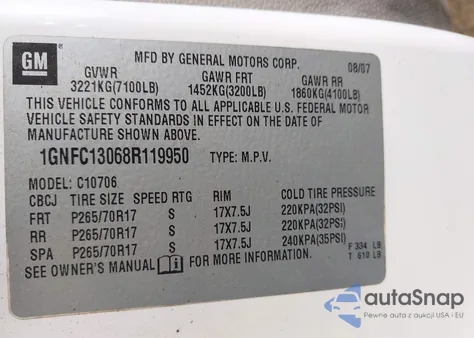 GM
MFD BY GENERAL MOTORS CORP.
08/07
GVWR GAWR FRT GAWR RR
3221KG(7100LB) 1452KG(3200LB) 1860KG(4100LB)
THIS VEHICLE CONFORMS TO ALL APPLICABLE U.S. FEDERAL MOTOR
VEHICLE SAFETY STANDARDS IN EFFECT ON THE DATE OF
MANUFACTURE SHOWN ABOVE.
1GNFC13068R119950 TYPE: M.P.V.
MODEL: C10706
CBCJ TIRE SIZE SPEED RTG RIM COLD TIRE PRESSURE
FRT P265/70R17 S 17X7.5J 220KPA(32PSI)
RR P265/70R17 S 17X7.5J 220KPA(32PSI)
SPA P265/70R17 S 17X7.5J 240KPA(35PSI)
SEE OWNER'S MANUAL FOR MORE INFORMATION.
F 334 LB
T 610 LB
autoSnap
Pewne auta z aukcji USA i EU